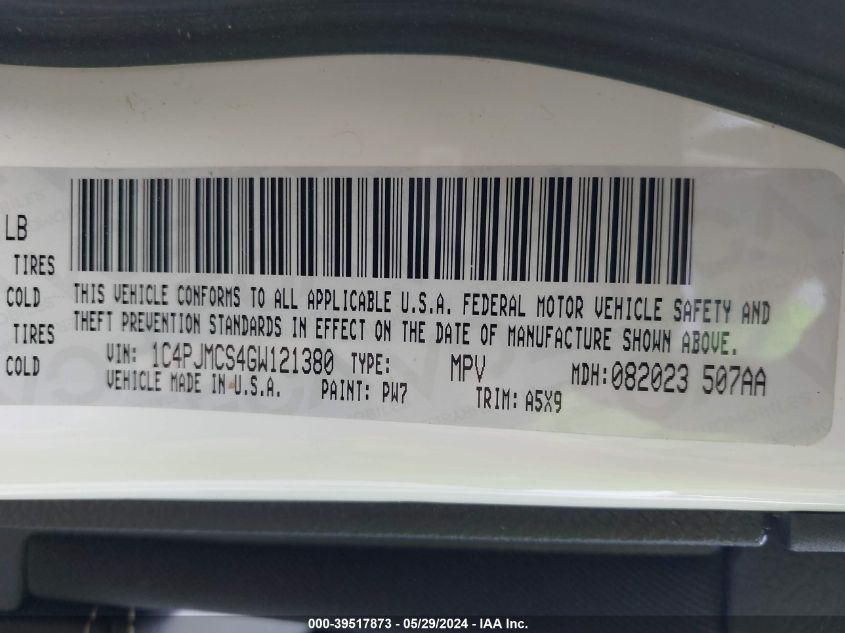 LB
TIRES
COLD
TIRES
COLD
THIS VEHICLE CONFORMS TO ALL APPLICABLE U.S.A. FEDERAL MOTOR VEHICLE SAFETY AND
THEFT PREVENTION STANDARDS IN EFFECT ON THE DATE OF MANUFACTURE SHOWN ABOVE.
VIN: 1C4PJMCS4GW121380 TYPE: MPV MDH: 082023 507AA
VEHICLE MADE IN U.S.A. PAINT: PW7 TRIM: A5X9
000-39517873 - 05/29/2024 - IAA Inc.